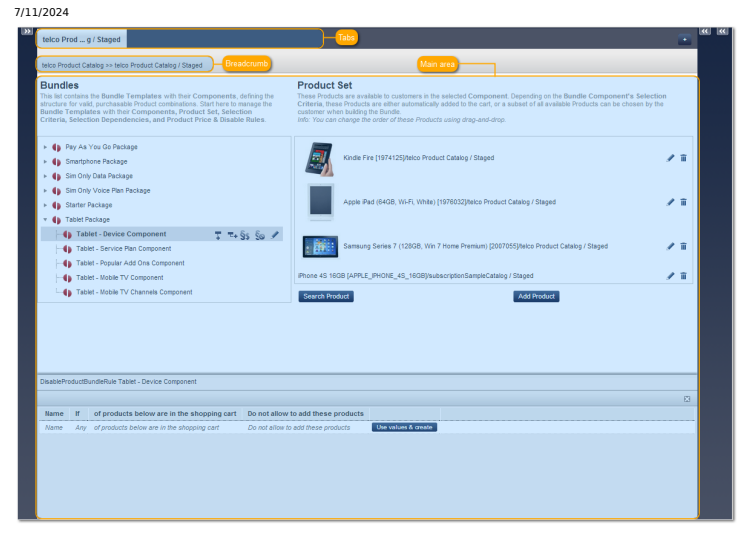 7/11/2024
telco Prod ... g / Staged
Tabs
telco Product Catalog >> telco Product Catalog / Staged
Breadcrumb
Main area
Bundles
This list contains the Bundle Templates with their Components, defining the
structure for valid, purchasable Product combinations. Start here to manage the
Bundle Templates with their Components, Product Set, Selection
Criteria, Selection Dependencies, and Product Price & Disable Rules.
Product Set
These Products are available to customers in the selected Component. Depending on the Bundle Component's Selection
Criteria, these Products are either automatically added to the cart, or a subset of all available Products can be chosen by the
customer when building the Bundle.
Info: You can change the order of these Products using drag-and-drop.
Pay As You Go Package
Smartphone Package
Sim Only Data Package
Sim Only Voice Plan Package
Starter Package
Tablet Package
Tablet - Device Component
Tablet - Service Plan Component
Tablet - Popular Add Ons Component
Tablet - Mobile TV Component
Tablet - Mobile TV Channels Component
Kindle Fire [1974125]/telco Product Catalog / Staged
Apple iPad (64GB, Wi-Fi, White) [1978032]/telco Product Catalog / Staged
Samsung Series 7 (128GB, Win 7 Home Premium) [2007055]/telco Product Catalog / Staged
iPhone 4S 16GB [APPLE_IPHONE_4S_16GB]/subscriptionSampleCatalog / Staged
Search Product
Add Product
DisableProductBundleRule Tablet - Device Component
Name If of products below are in the shopping cart Do not allow to add these products
Name Any of products below are in the shopping cart Do not allow to add these products Use values & create